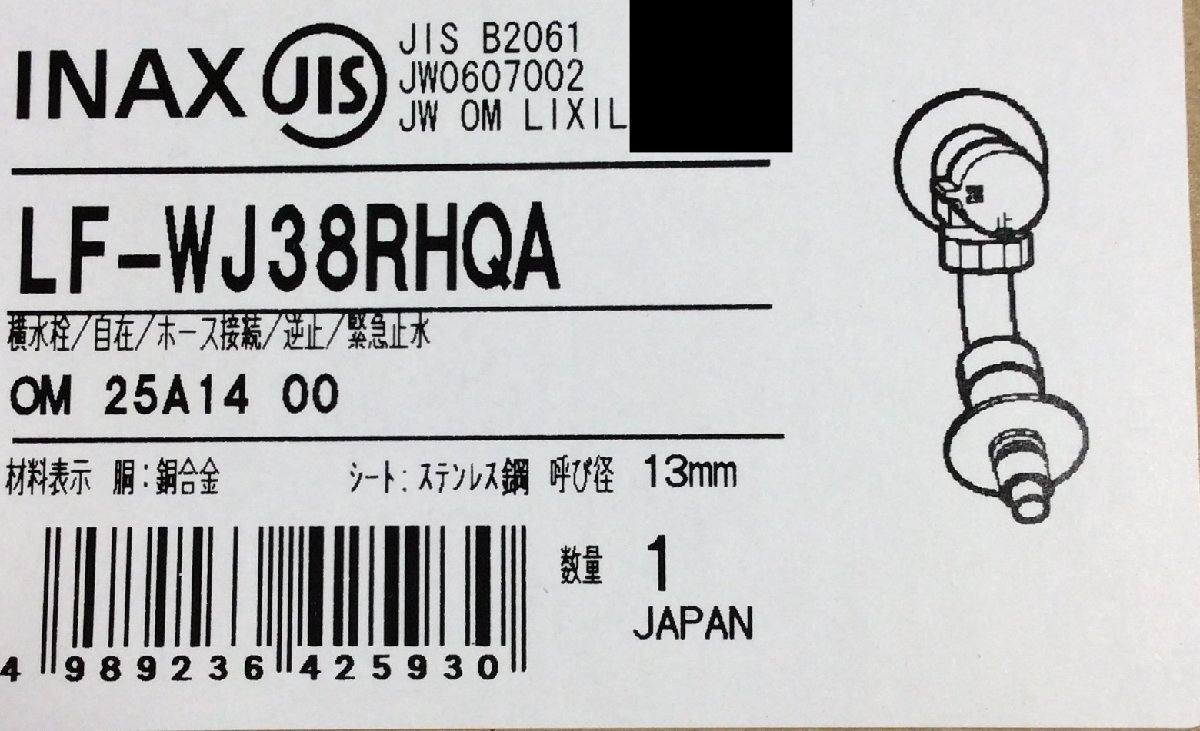 INAX JIS
JIS B2061
JW0607002
JW OM LIXIL
LF-WJ38RHQA
横水栓/自在/ホース接続/逆止/緊急止水
OM 25A14 00
材料表示 胴:銅合金 シート:ステンレス鋼 呼び径 13mm
数量 1
JAPAN
4 989236 425930
止